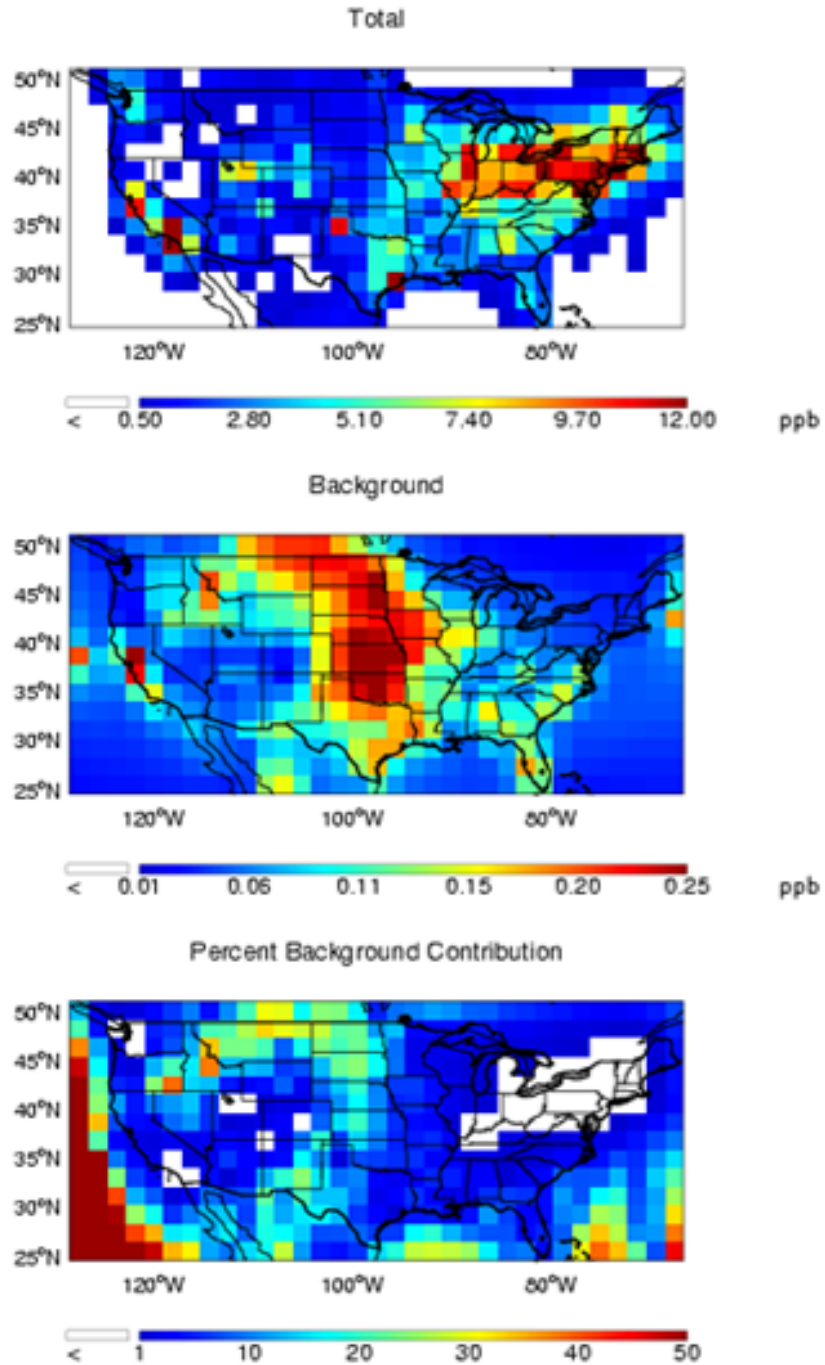 Total
50°N
45°N
40°N
35°N
30°N
25°N
120°W 100°W 80°W
< 0.50 2.80 5.10 7.40 9.70 12.00 ppb
Background
50°N
45°N
40°N
35°N
30°N
25°N
120°W 100°W 80°W
< 0.01 0.06 0.11 0.15 0.20 0.25 ppb
Percent Background Contribution
50°N
45°N
40°N
35°N
30°N
25°N
120°W 100°W 80°W
< 1 10 20 30 40 50